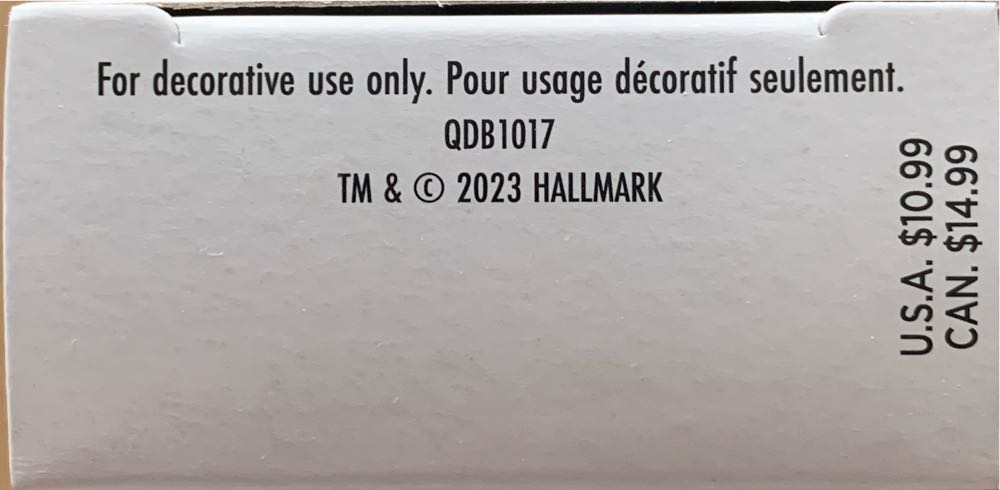 For decorative use only. Pour usage décoratif seulement.
QDB1017
TM & © 2023 HALLMARK
U.S.A. $10.99
CAN. $14.99